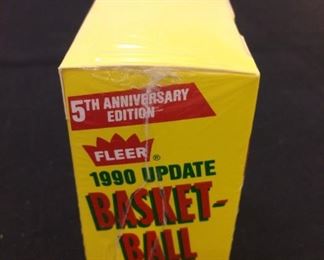 5TH ANNIVERSARY
EDITION
FLEER®
1990 UPDATE
BASKET-
BALL